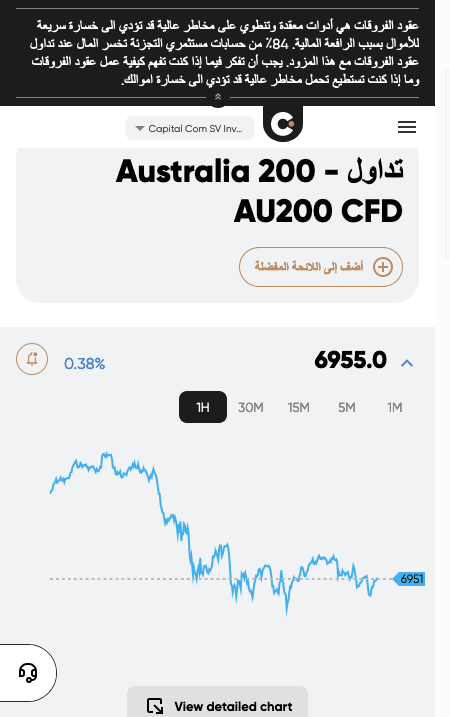 عقود الفروقات هي أدوات معقدة وتنطوي على مخاطر عالية قد تؤدي الى خسارة سريعة
للأموال بسبب الرافعة المالية. 84٪ من حسابات مستثمري التجزئة تخسر المال عند تداول
عقود الفروقات مع هذا المزود. يجب أن تفكر فيما إذا كنت تفهم كيفية عمل عقود الفروقات
وما إذا كنت تستطيع تحمل مخاطر عالية قد تؤدي الى خسارة اموالك.
Capital Com SV Inv...
تداول - Australia 200
AU200 CFD
أضف إلى اللائحة المفضلة
0.38%
6955.0
1H 30M 15M 5M 1M
6951
View detailed chart